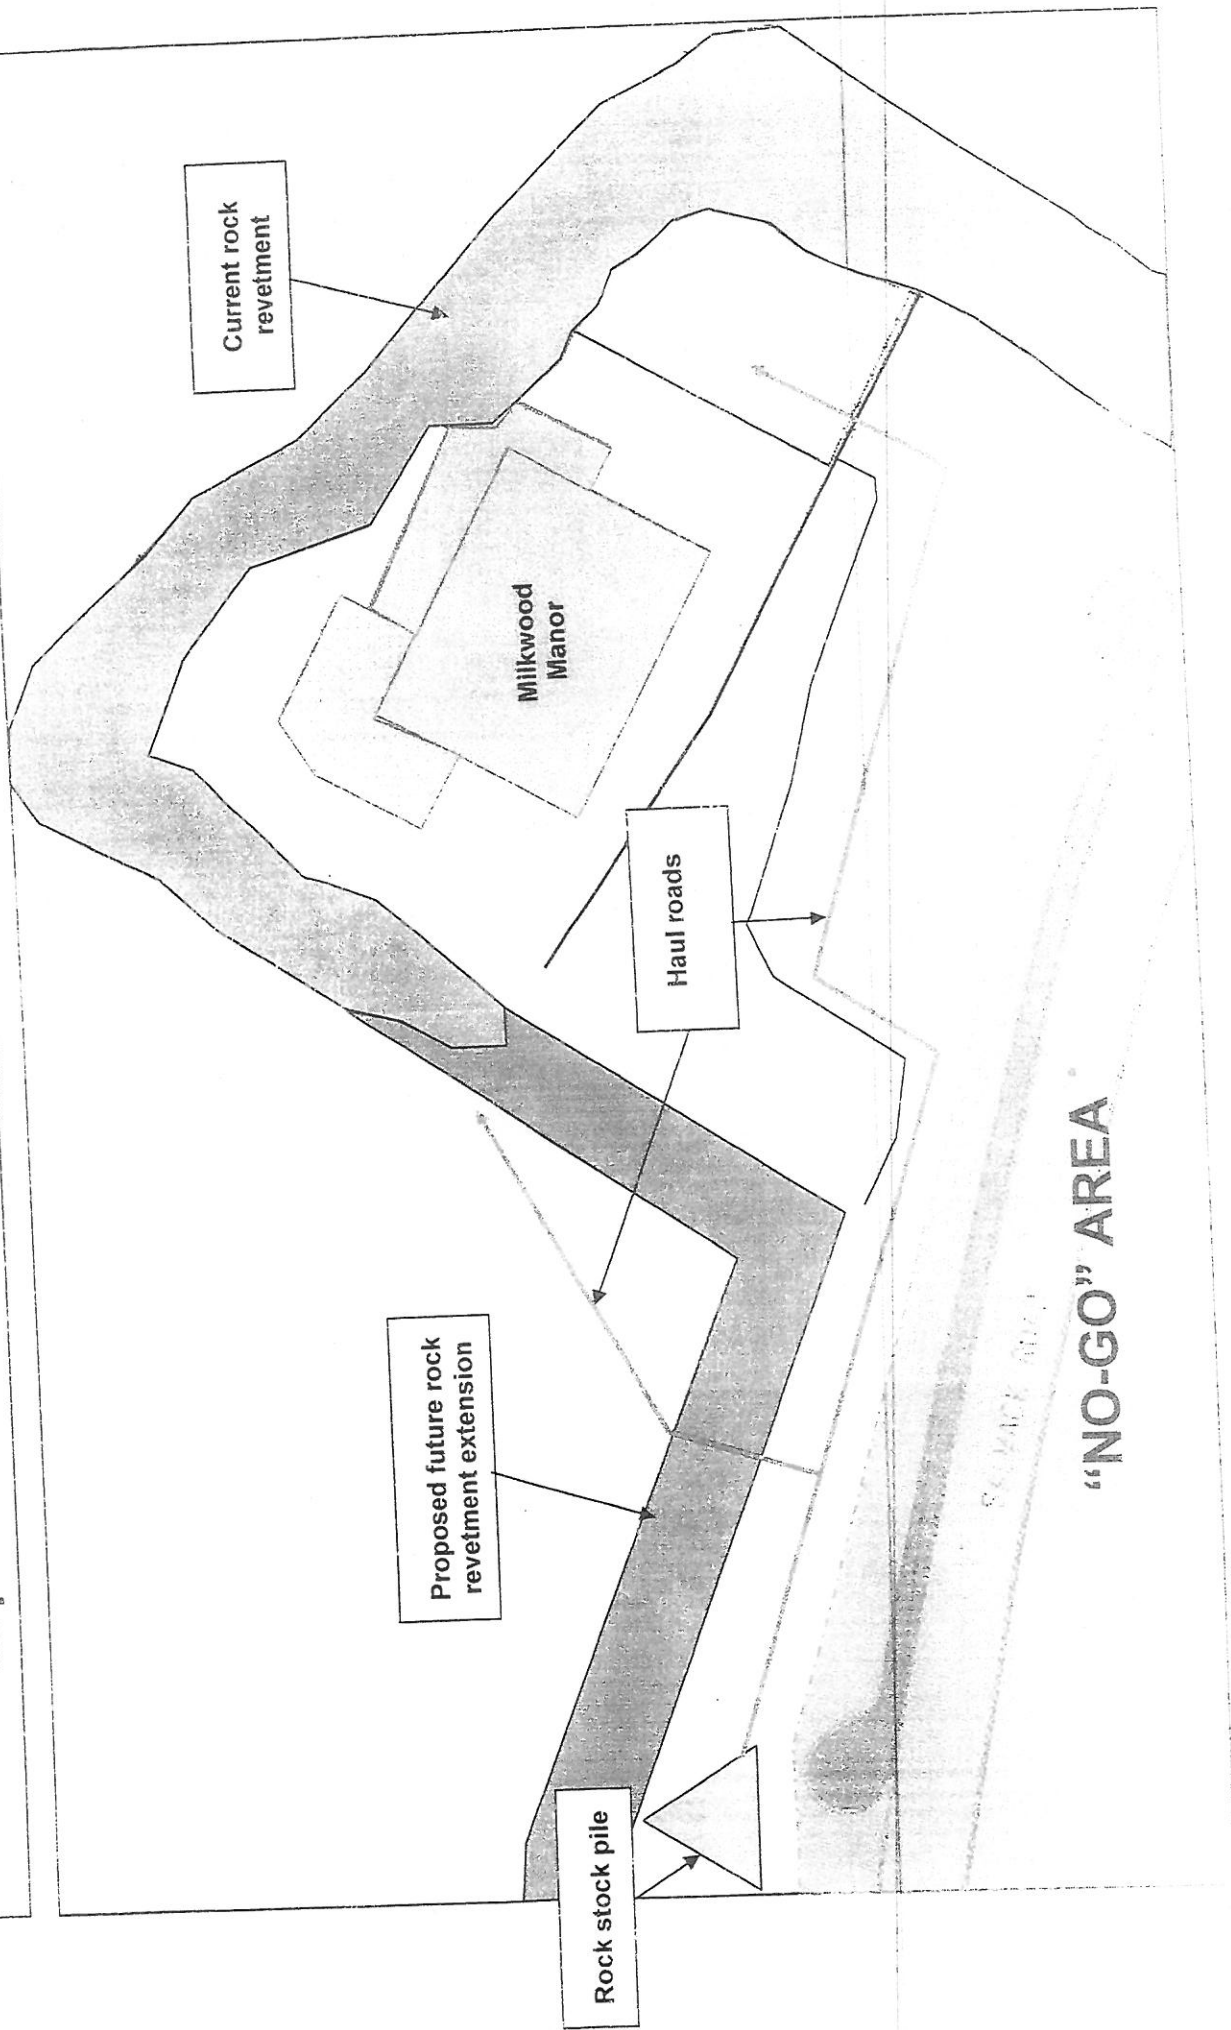 Current rock
revetment
Milkwood
Manor
Haul roads
Proposed future rock
revetment extension
Rock stock pile
"NO-GO" AREA